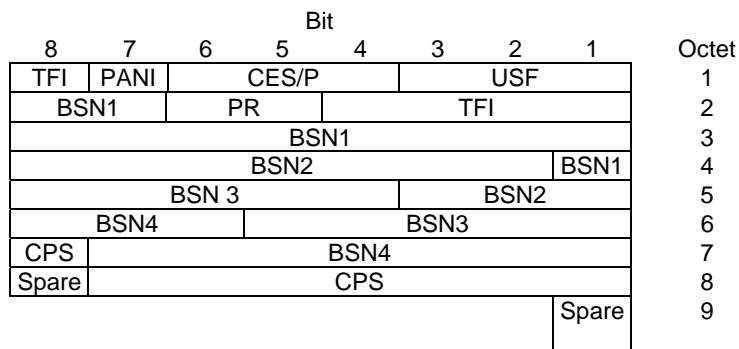 Bit
8 7 6 5 4 3 2 1 Octet
TFI PANI CES/P USF 1
BSN1 PR TFI 2
BSN1 3
BSN2 BSN1 4
BSN 3 BSN2 5
BSN4 BSN3 6
CPS BSN4 7
Spare CPS 8
Spare 9